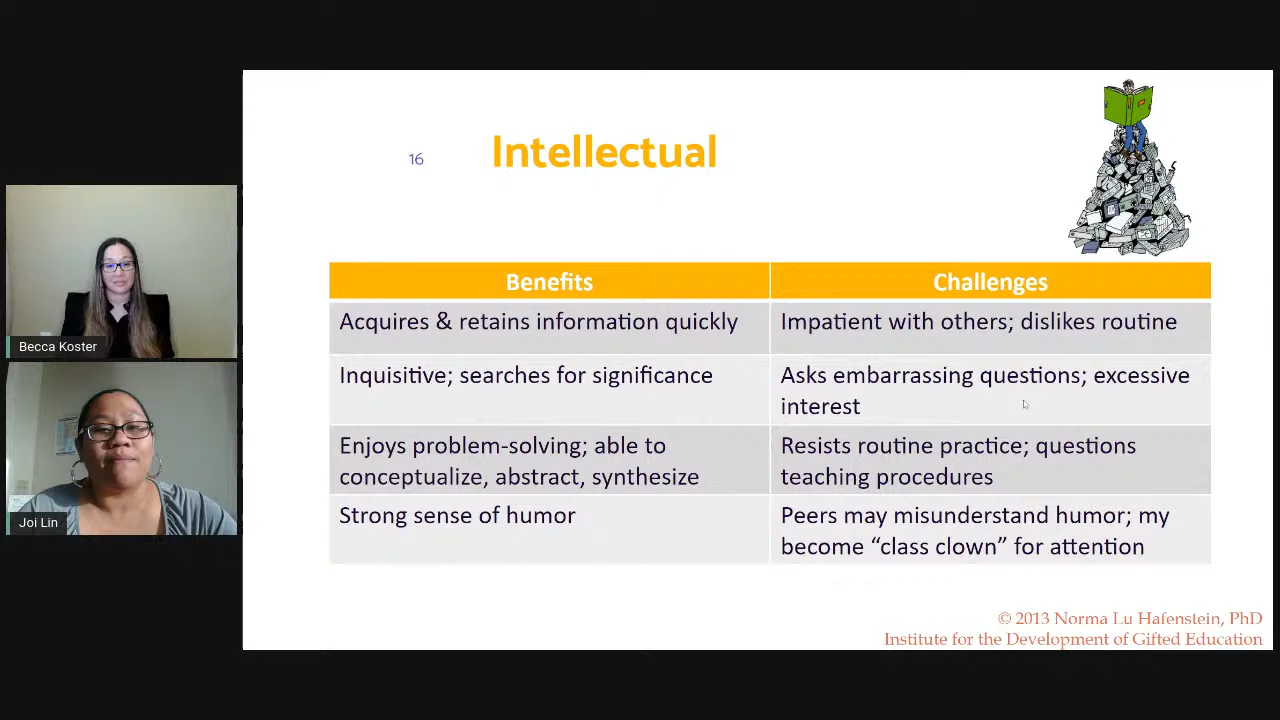 16
Intellectual
Benefits
Challenges
Acquires & retains information quickly
Impatient with others; dislikes routine
Inquisitive; searches for significance
Asks embarrassing questions; excessive
interest
Enjoys problem-solving; able to
conceptualize, abstract, synthesize
Resists routine practice; questions
teaching procedures
Strong sense of humor
Peers may misunderstand humor; my
become “class clown” for attention
© 2013 Norma Lu Hafenstein, PhD
Institute for the Development of Gifted Education
Becca Koster
Joi Lin